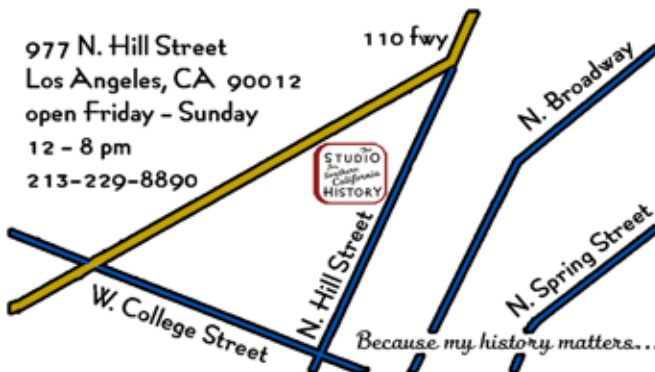 977 N. Hill Street
Los Angeles, CA 90012
open Friday - Sunday
12 - 8 pm
213-229-8890
110 fwy
N. Broadway
The
STUDIO
for
Southern
California
HISTORY
N. Hill Street
N. Spring Street
W. College Street
Because my history matters...